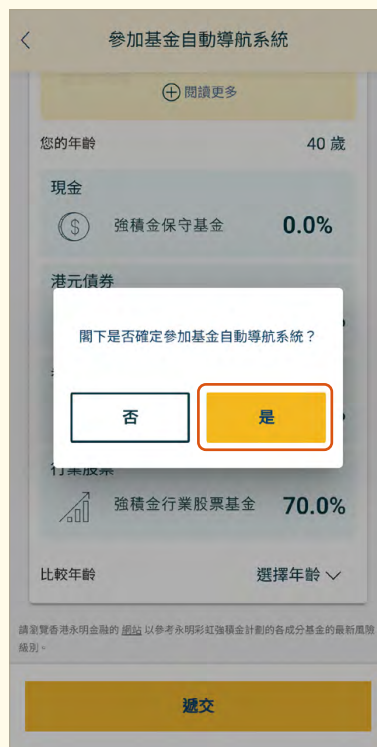 參加基金自動導航系統
閱讀更多
您的年齡 40 歲
現金
強積金保守基金 0.0%
港元債券
閣下是否確定參加基金自動導航系統？
否 是
行業股票
強積金行業股票基金 70.0%
比較年齡 選擇年齡
請瀏覽香港永明金融的 網站 以參考永明彩虹強積金計劃的各成分基金的最新風險
級別。
遞交